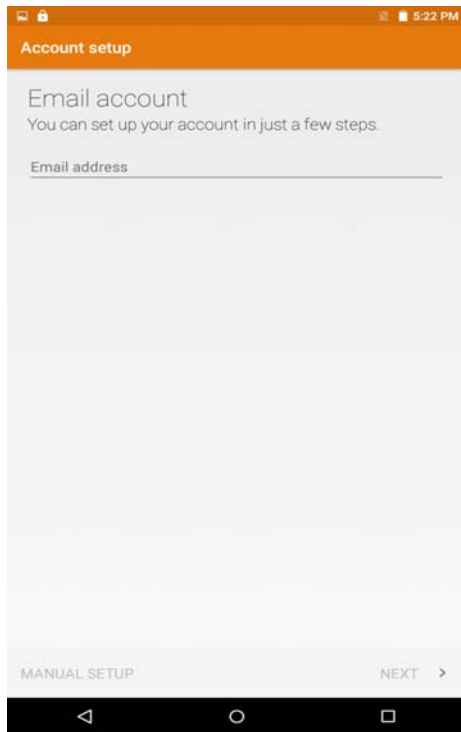 5:22 PM
Account setup
Email account
You can set up your account in just a few steps.
Email address
MANUAL SETUP
NEXT